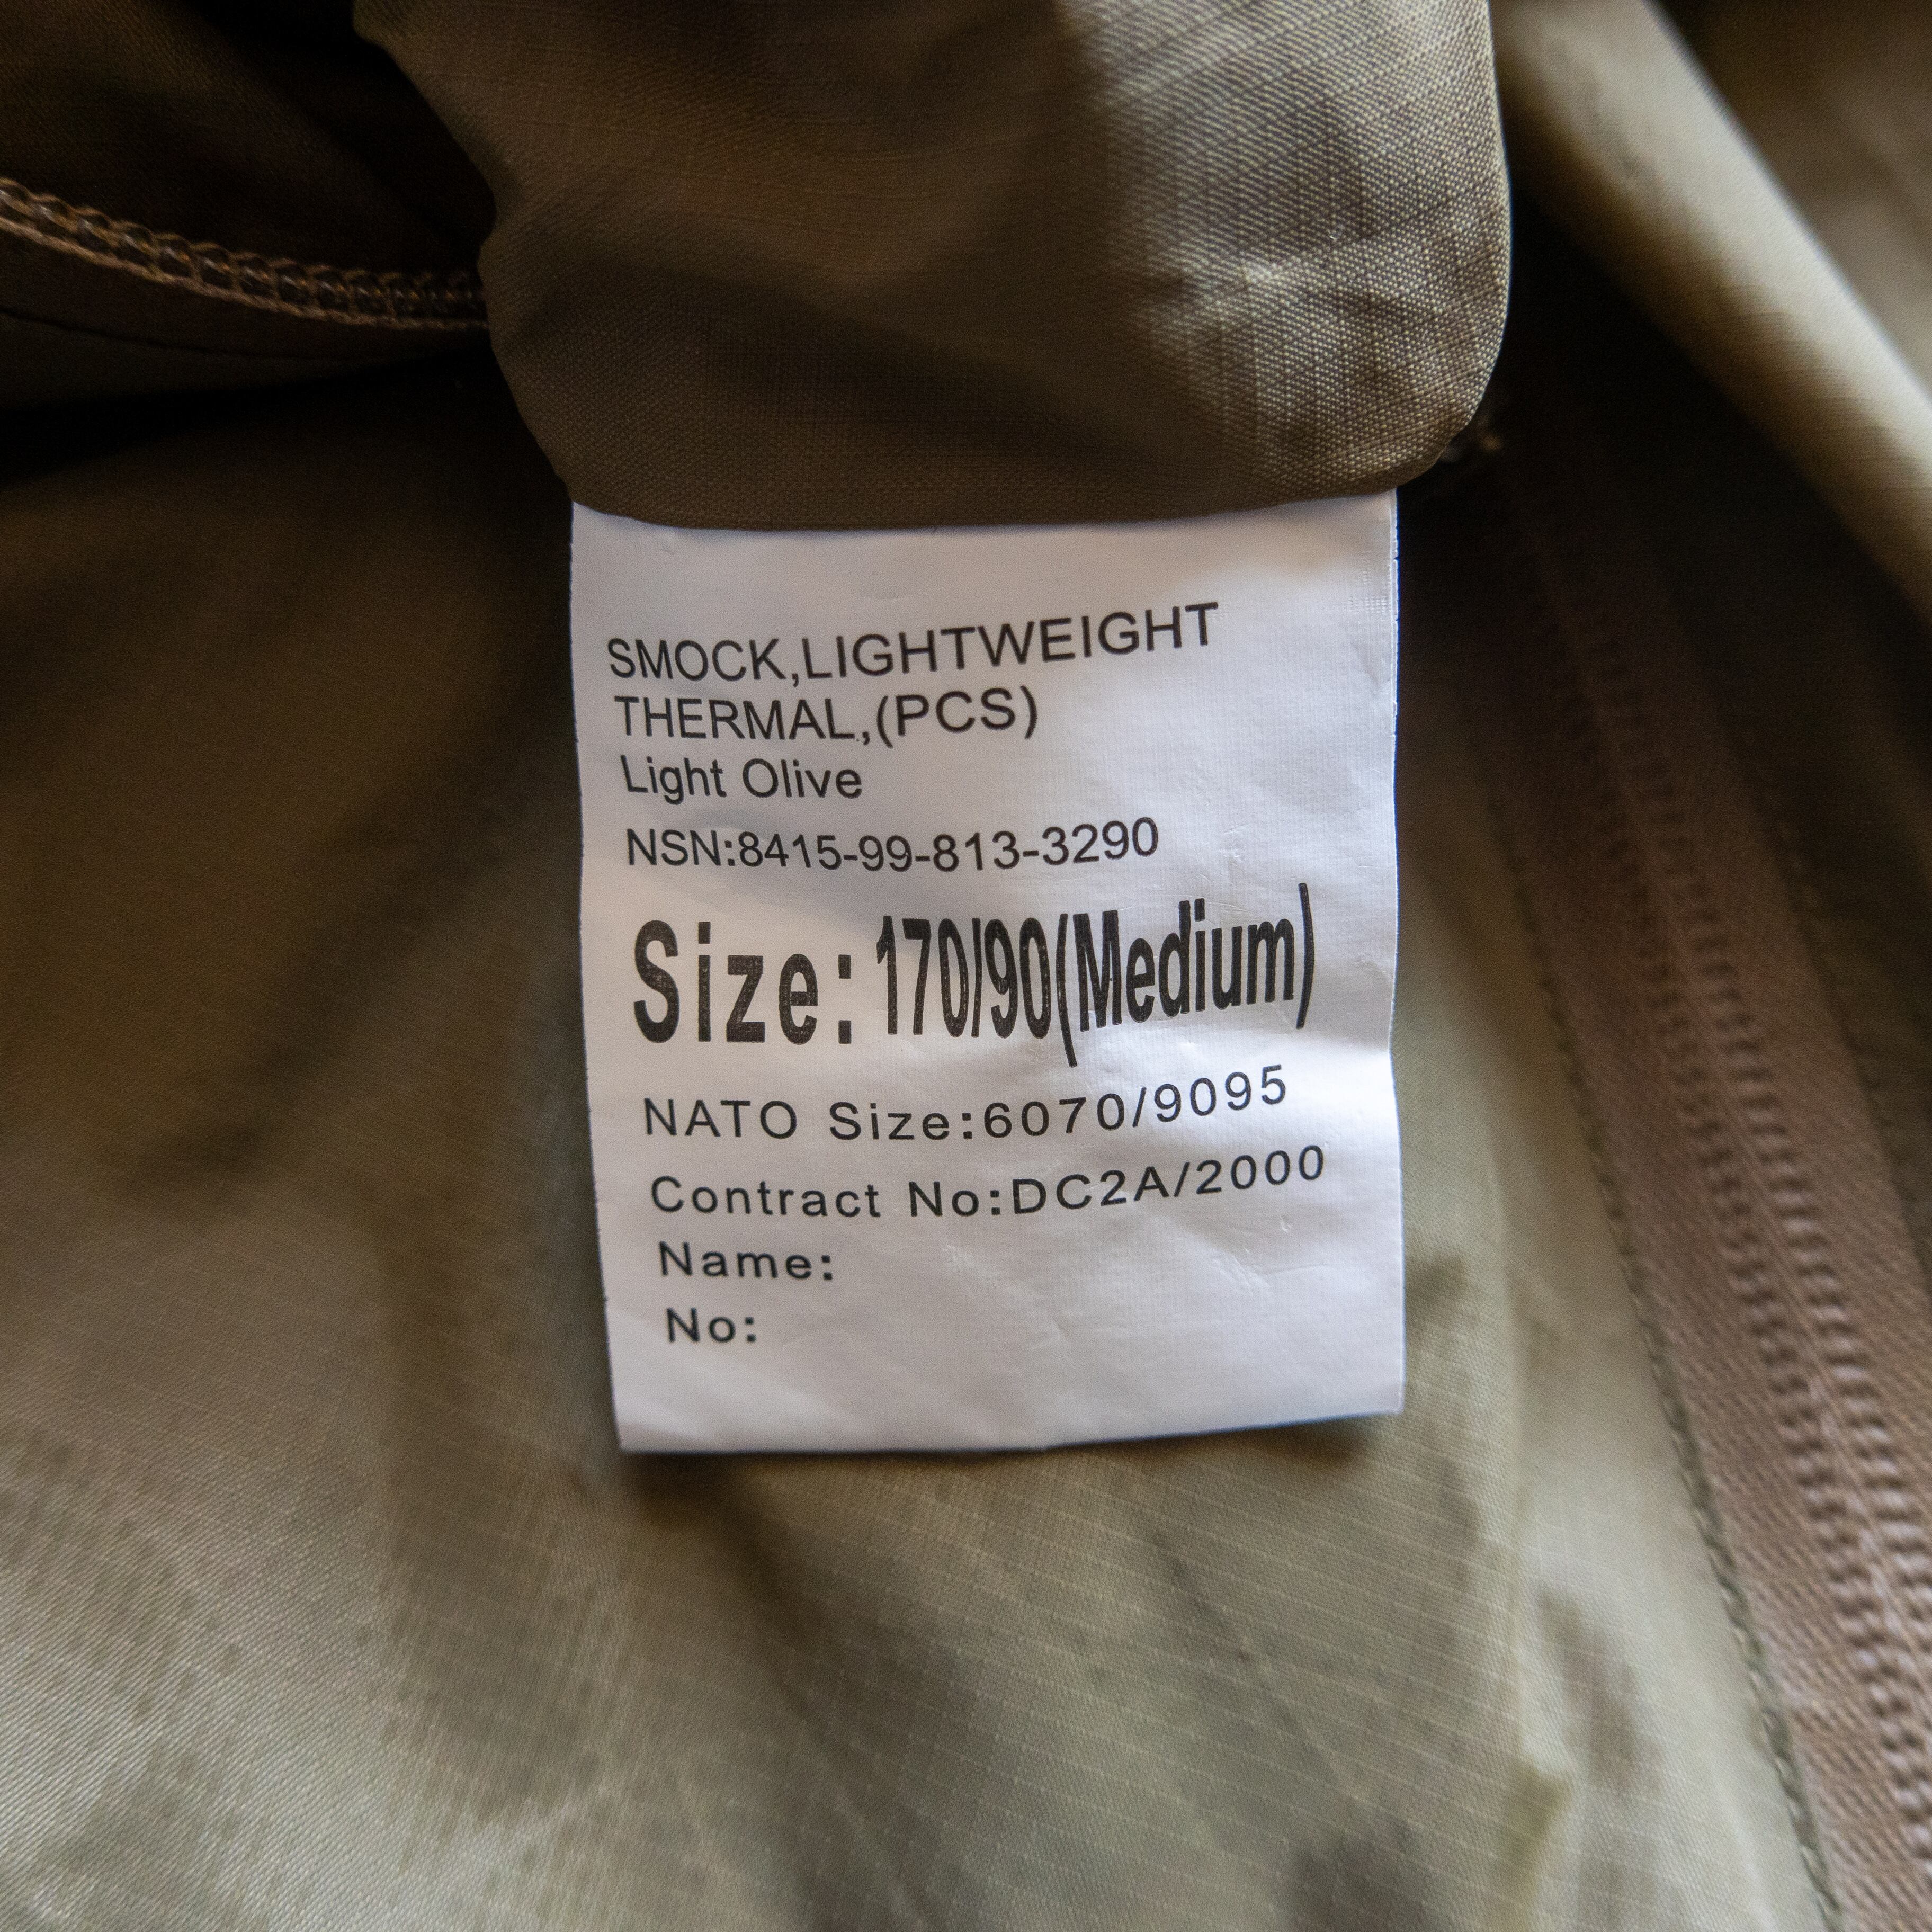 SMOCK,LIGHTWEIGHT
THERMAL,(PCS)
Light Olive
NSN:8415-99-813-3290
Size:170/90(Medium)
NATO Size:6070/9095
Contract No:DC2A/2000
Name:
No: